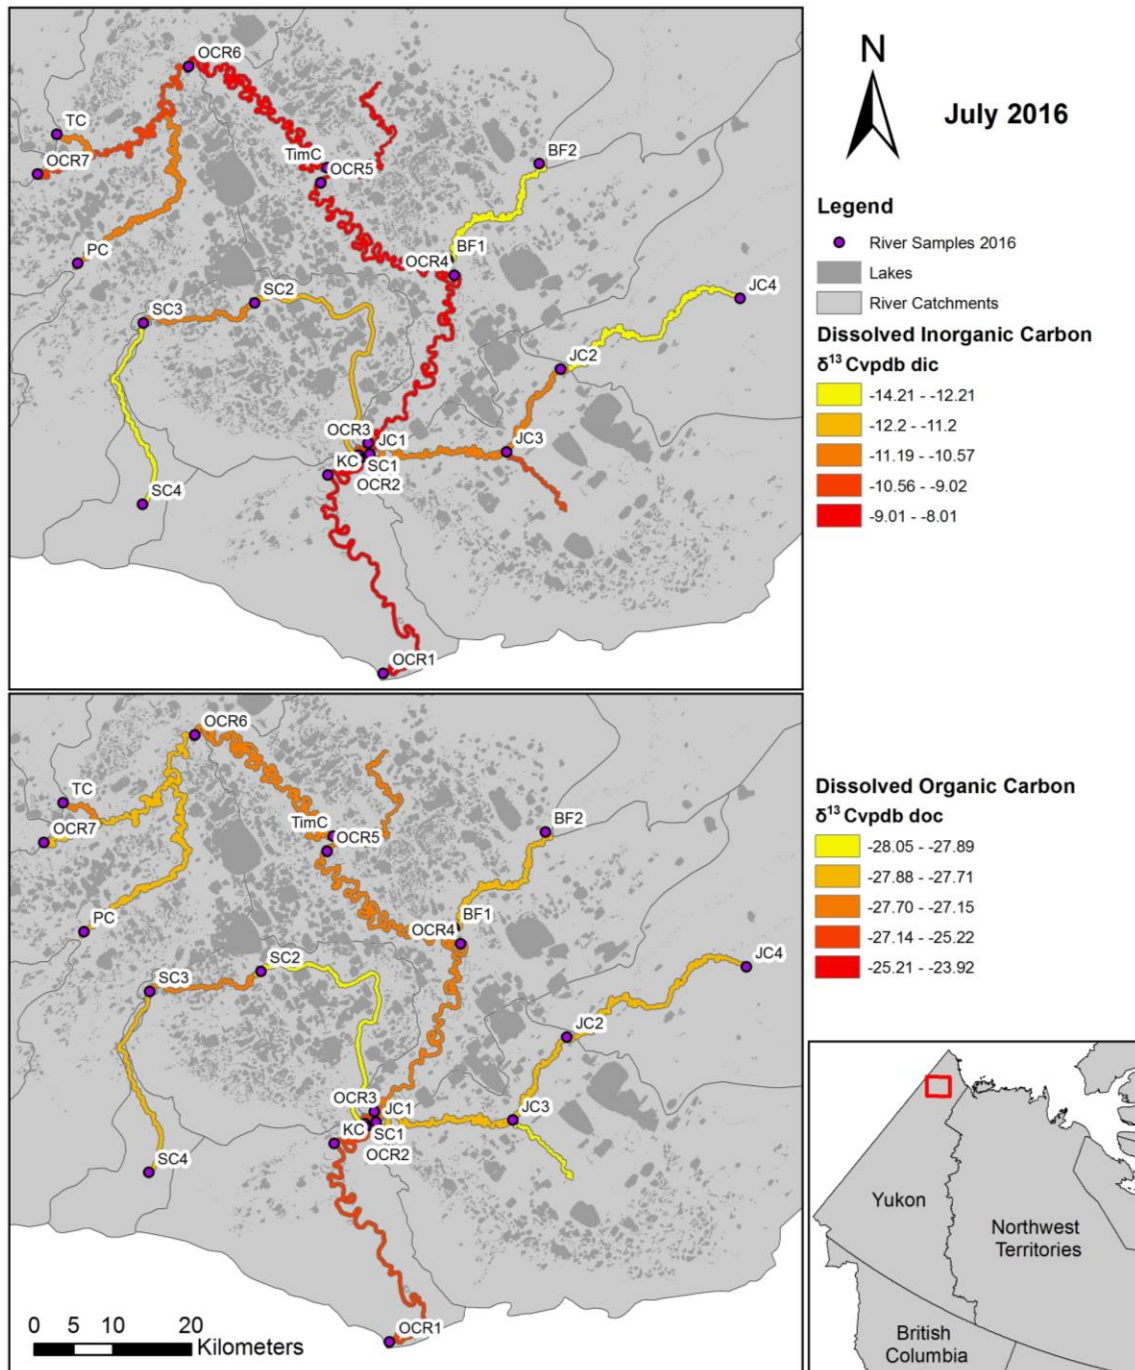 OCR6
TC
OCR7
TimC
OCR5
BF2
PC
BF1
OCR4
SC2
SC3
JC4
JC2
OCR3
JC1
JC3
KC
SC1
OCR2
SC4
OCR1
N
July 2016
Legend
River Samples 2016
Lakes
River Catchments
Dissolved Inorganic Carbon
δ¹³ Cvpdb dic
-14.21 - -12.21
-12.2 - -11.2
-11.19 - -10.57
-10.56 - -9.02
-9.01 - -8.01
OCR6
TC
OCR7
TimC
OCR5
BF2
PC
BF1
OCR4
SC2
SC3
JC4
JC2
OCR3
JC1
JC3
KC
SC1
OCR2
SC4
OCR1
0 5 10 20
Kilometers
Dissolved Organic Carbon
δ¹³ Cvpdb doc
-28.05 - -27.89
-27.88 - -27.71
-27.70 - -27.15
-27.14 - -25.22
-25.21 - -23.92
Yukon
Northwest
Territories
British
Columbia